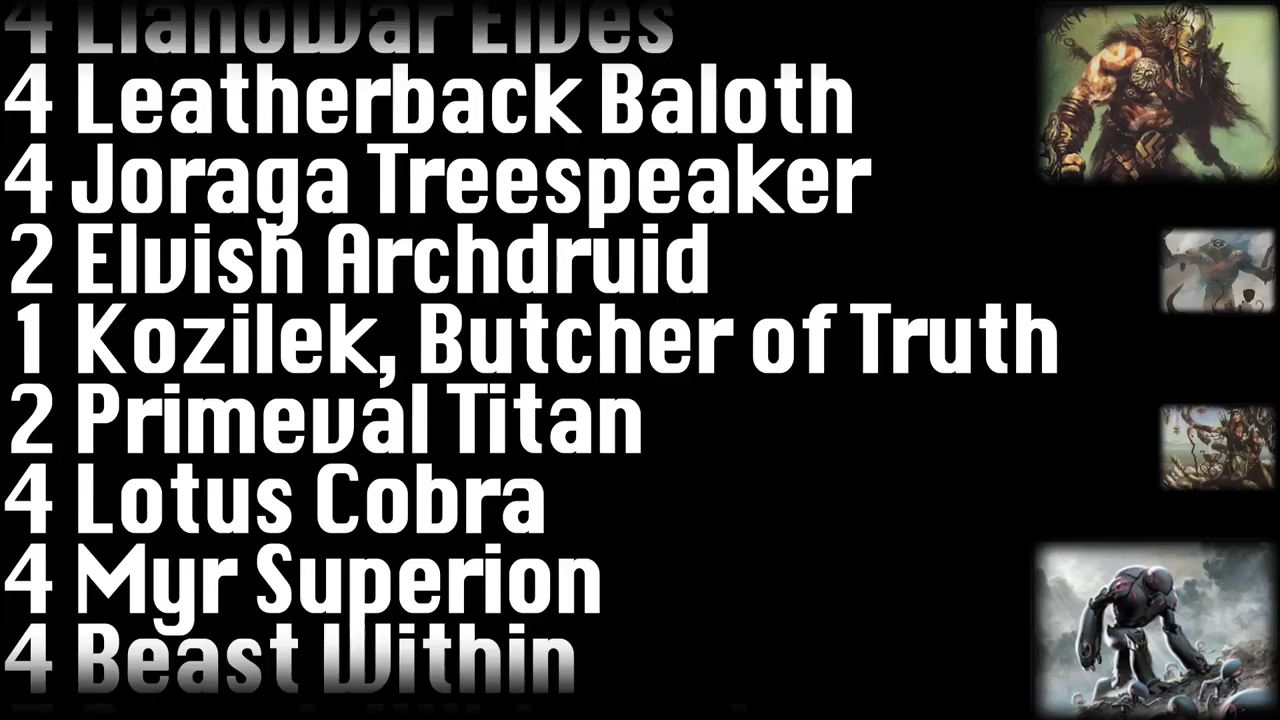 4 Llanowar Elves
4 Leatherback Baloth
4 Joraga Treespeaker
2 Elvish Archdruid
1 Kozilek, Butcher of Truth
2 Primeval Titan
4 Lotus Cobra
4 Myr Superion
4 Beast Within